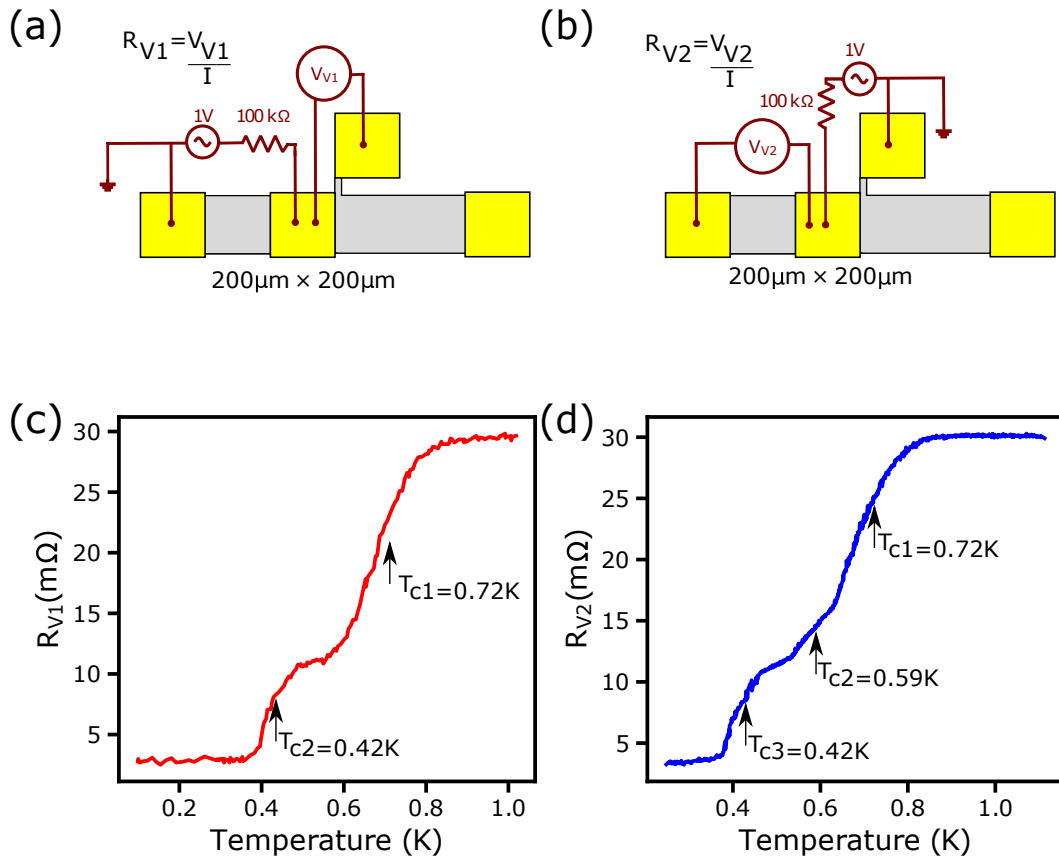 (a)
R_V1=V_V1/I
V_V1
1V
100 kΩ
200μm × 200μm
(b)
R_V2=V_V2/I
1V
100 kΩ
V_V2
200μm × 200μm
(c)
30
25
20
15
10
5
R_V1(mΩ)
T_c1=0.72K
T_c2=0.42K
0.2 0.4 0.6 0.8 1.0
Temperature (K)
(d)
30
25
20
15
10
5
R_V2(mΩ)
T_c1=0.72K
T_c2=0.59K
T_c3=0.42K
0.4 0.6 0.8 1.0
Temperature (K)